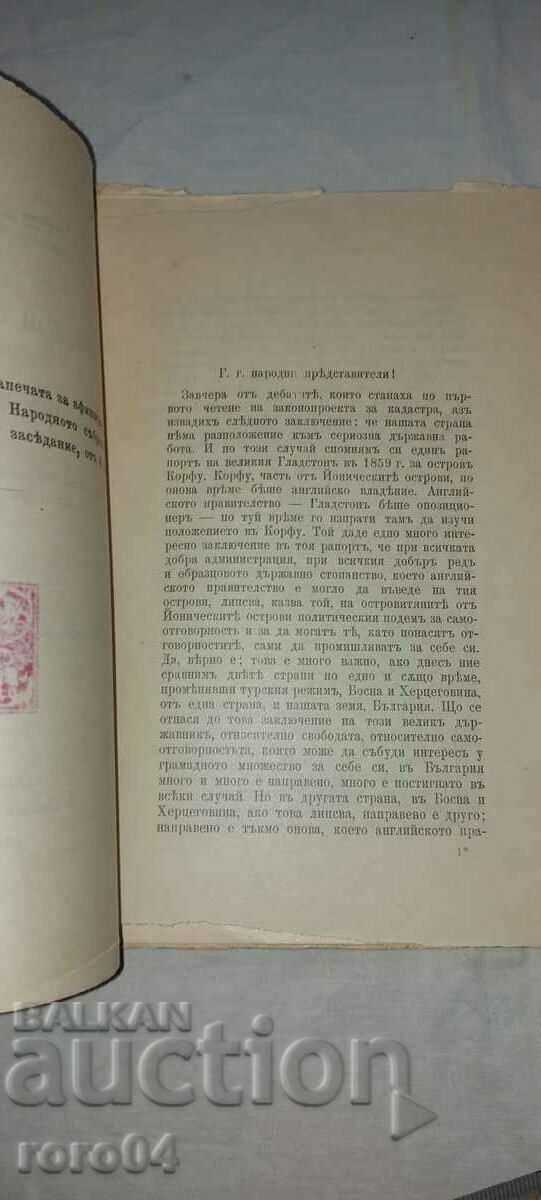 апечата за
Народното
заседание, отъ
Г. г. народни прѣдставители!
Завчера отъ дебатитѣ, които станаха по пър-
вото четене на законопроекта за кадастра, азъ
извадихъ слѣдното заключение: че нашата страна
нѣма разположение къмъ сериозна държавна ра-
бота. И по този случай спомнямъ си единъ ра-
портъ на великия Гладстонъ въ 1859 г. за островъ
Корфу. Корфу, часть отъ Йоническитѣ острови, по
онова врѣме бѣше английско владѣние. Англий-
ското правителство — Гладстонъ бѣше опозицио-
неръ — по туй врѣме го изпрати тамъ да изучи
положението въ Корфу. Той даде едно много инте-
ресно заключение въ тоя рапортъ, че при всичката
добра администрация, при всичкия добъръ редъ
и образцовото държавно стопанство, което англий-
ското правителство е могло да въведе на тия
острови, липсва, казва той, на островитянитѣ отъ
Йоническитѣ острови политическия подемъ за само-
отговорность и за да могатъ тѣ, като понасятъ от-
говорноститѣ, сами да промишляватъ за себе си.
Да, вѣрно е; това е много важно, ако днесъ ние
сравнимъ двѣтѣ страни по едно и сѫщо врѣме,
промѣнивши турския режимъ, Босна и Херцеговина,
отъ една страна, и нашата земя, България. Що се
отнася до това заключение на този великъ дър-
жавникъ, относително свободата, относително само-
отговорностьта, която може да събуди интересъ у
грамадното множество за себе си, въ България
много и много е направено, много е постигнато въ
всѣки случай. Но въ другата страна, въ Босна и
Херцеговина, ако това липсва, направено е друго;
направено е тъкмо онова, което английското пра-
1*
BALKAN
auction
roro04